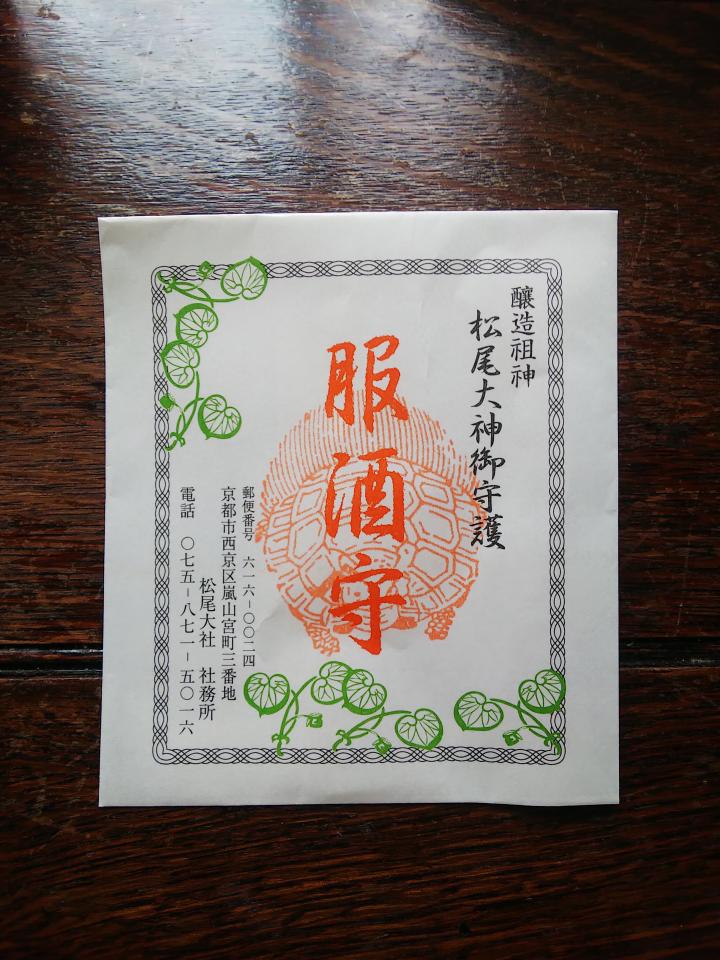 醸造祖神
松尾大神御守護
服酒守
郵便番号 六一六－〇〇二四
京都市西京区嵐山宮町三番地
松尾大社 社務所
電話 〇七五－八七一－五〇一六